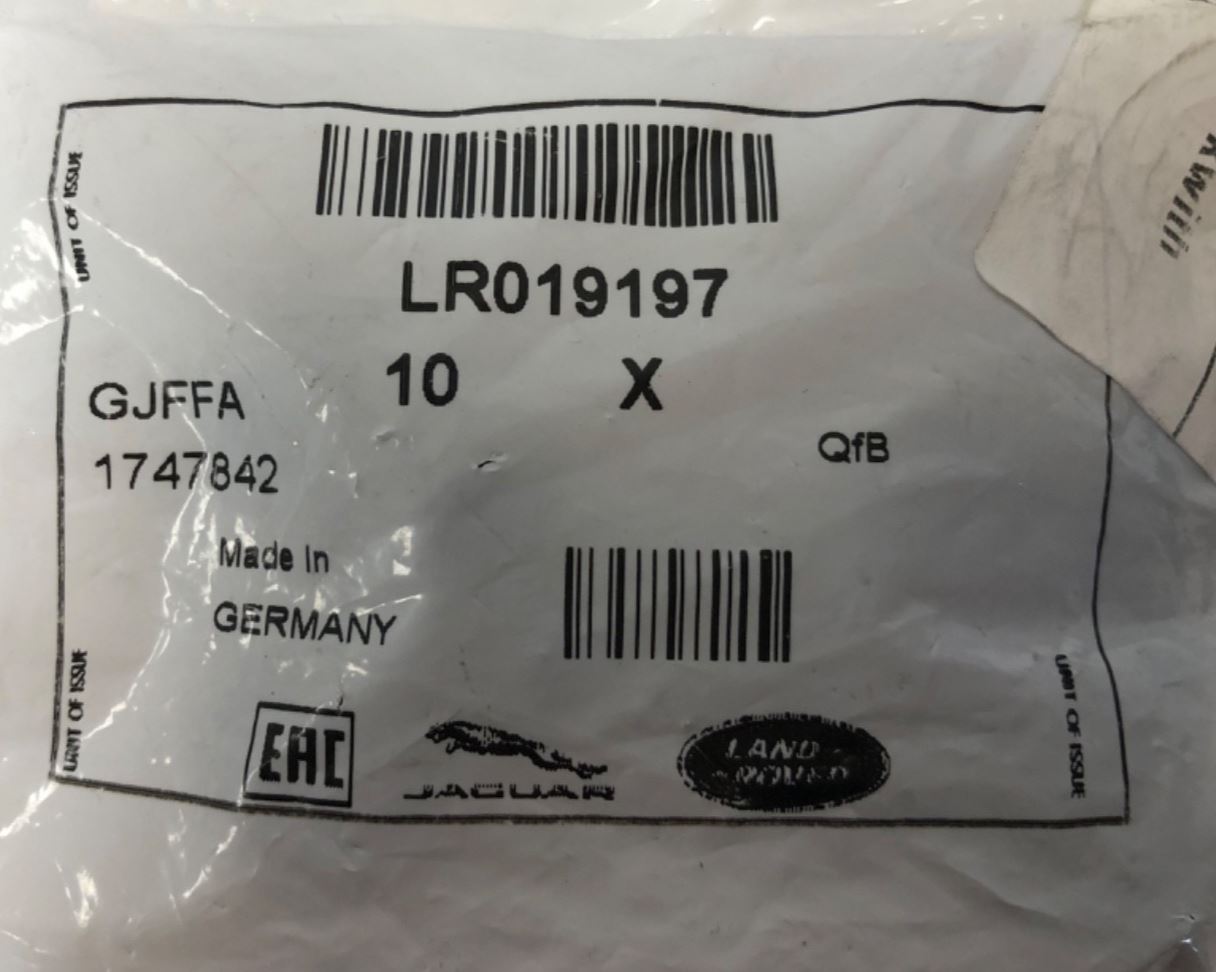 UNIT OF ISSUE
LR019197
10 X
GJFFA
QfB
1747842
Made In
GERMANY
UNIT OF ISSUE
UNIT OF ISSUE
EAC
JAGUAR
LAND
ROVER